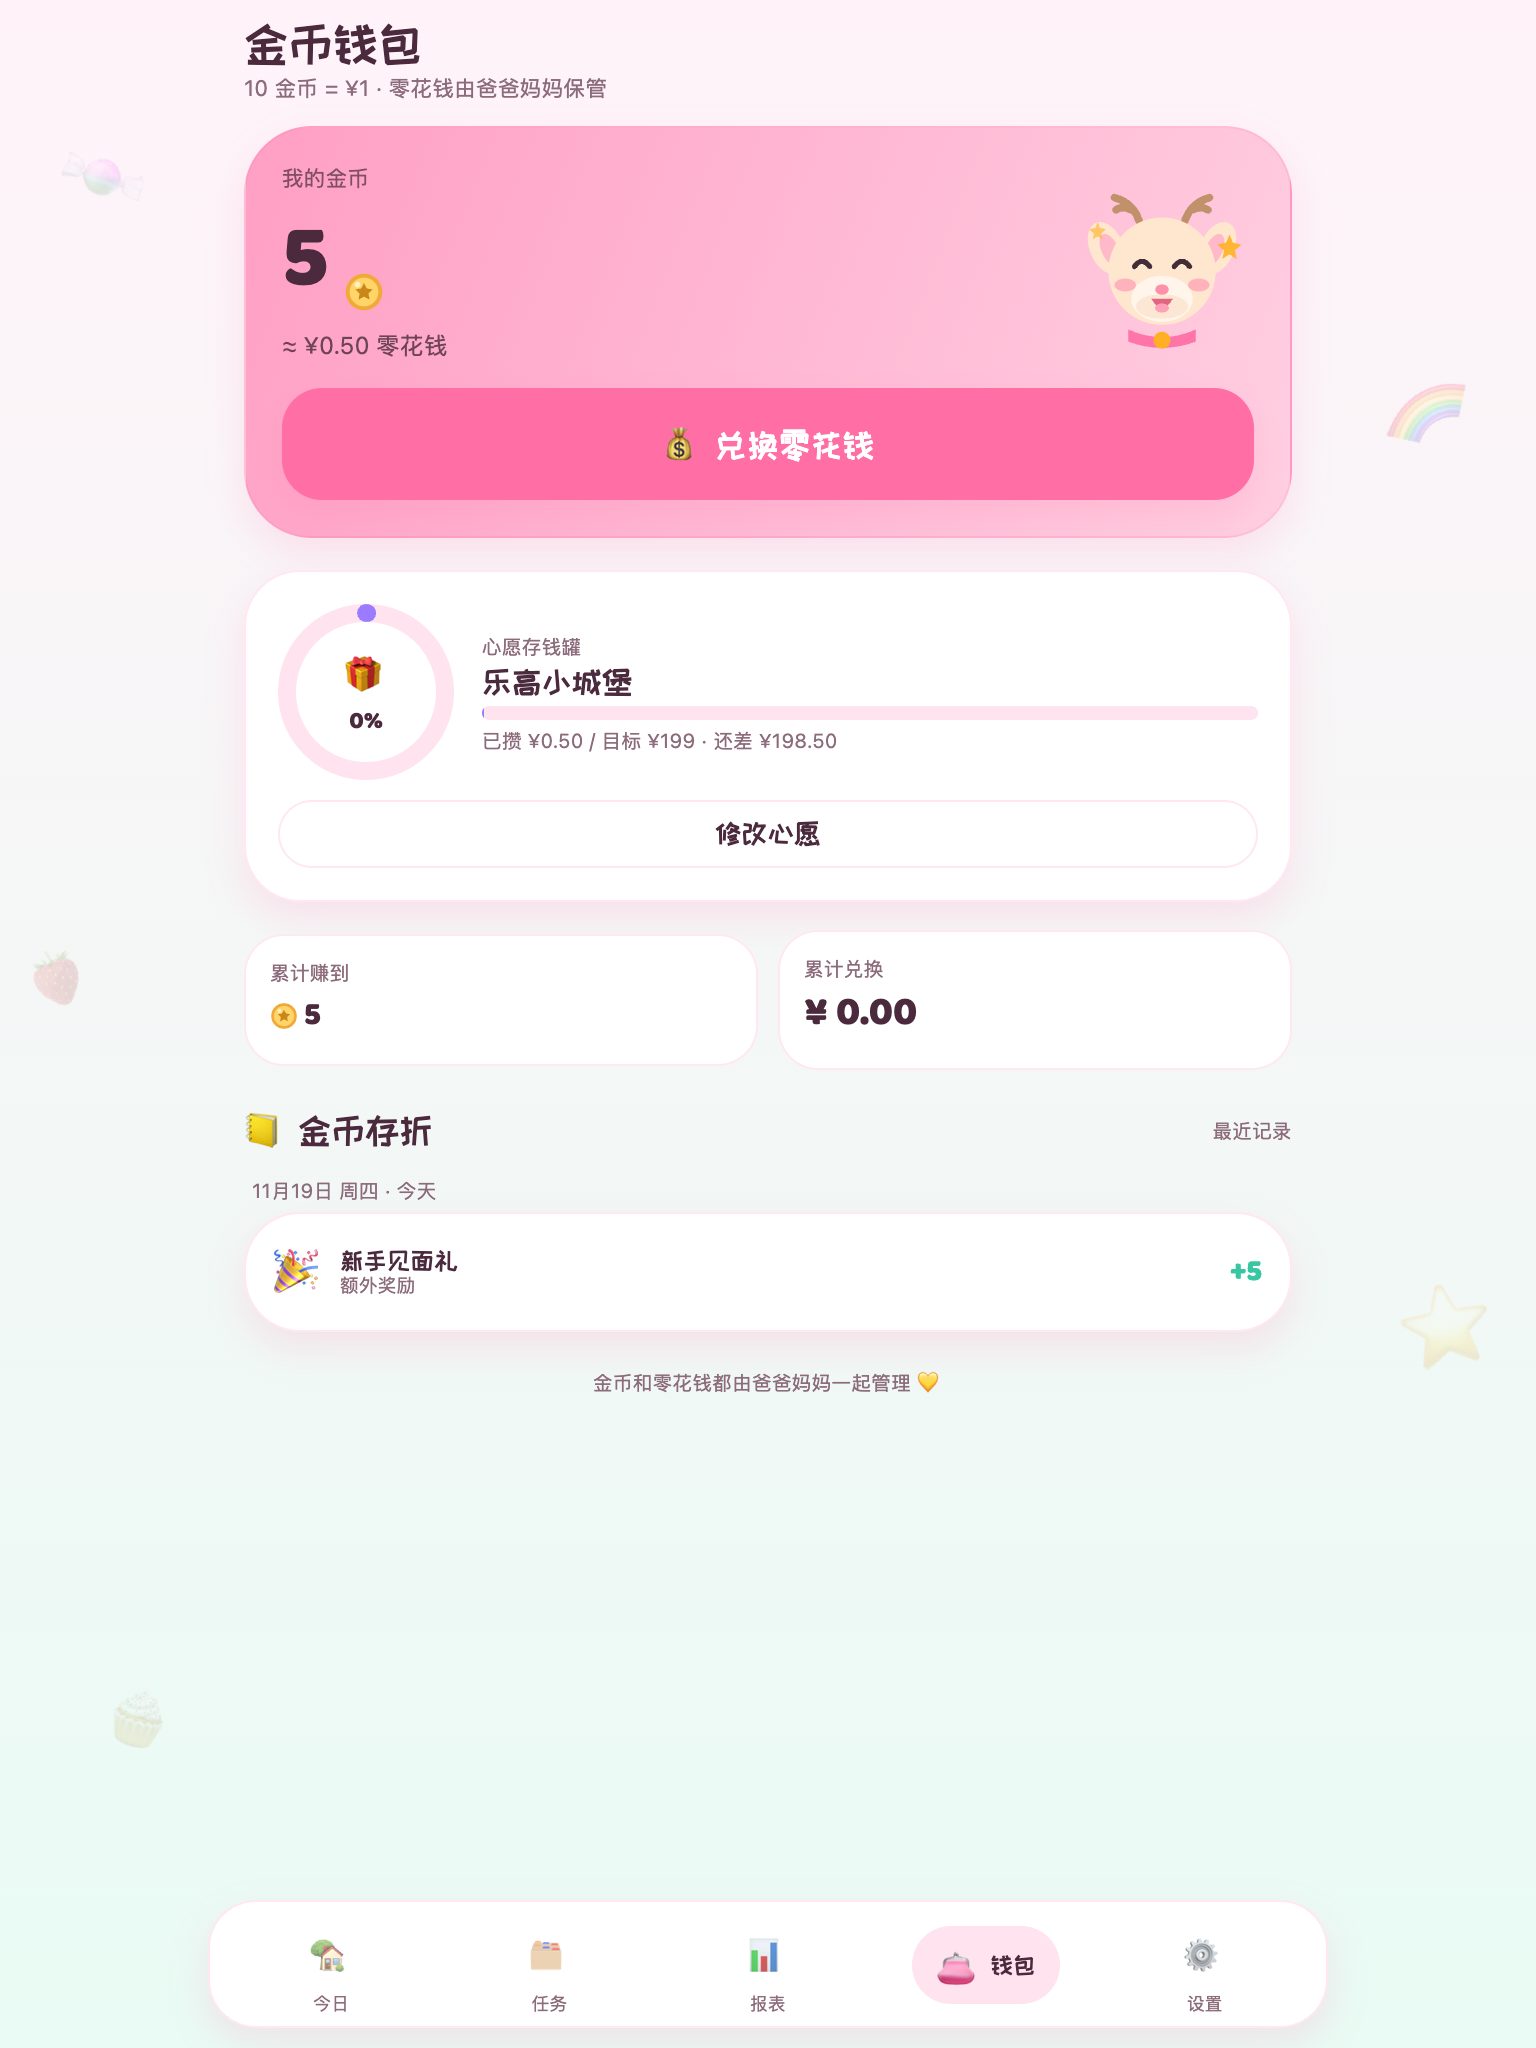 金币钱包
10 金币 = ¥1 · 零花钱由爸爸妈妈保管
我的金币
5
≈ ¥0.50 零花钱
兑换零花钱
心愿存钱罐
乐高小城堡
0%
已攒 ¥0.50 / 目标 ¥199 · 还差 ¥198.50
修改心愿
累计赚到
5
累计兑换
¥ 0.00
金币存折
最近记录
11月19日 周四 · 今天
新手见面礼
额外奖励
+5
金币和零花钱都由爸爸妈妈一起管理 💛
今日
任务
报表
钱包
设置